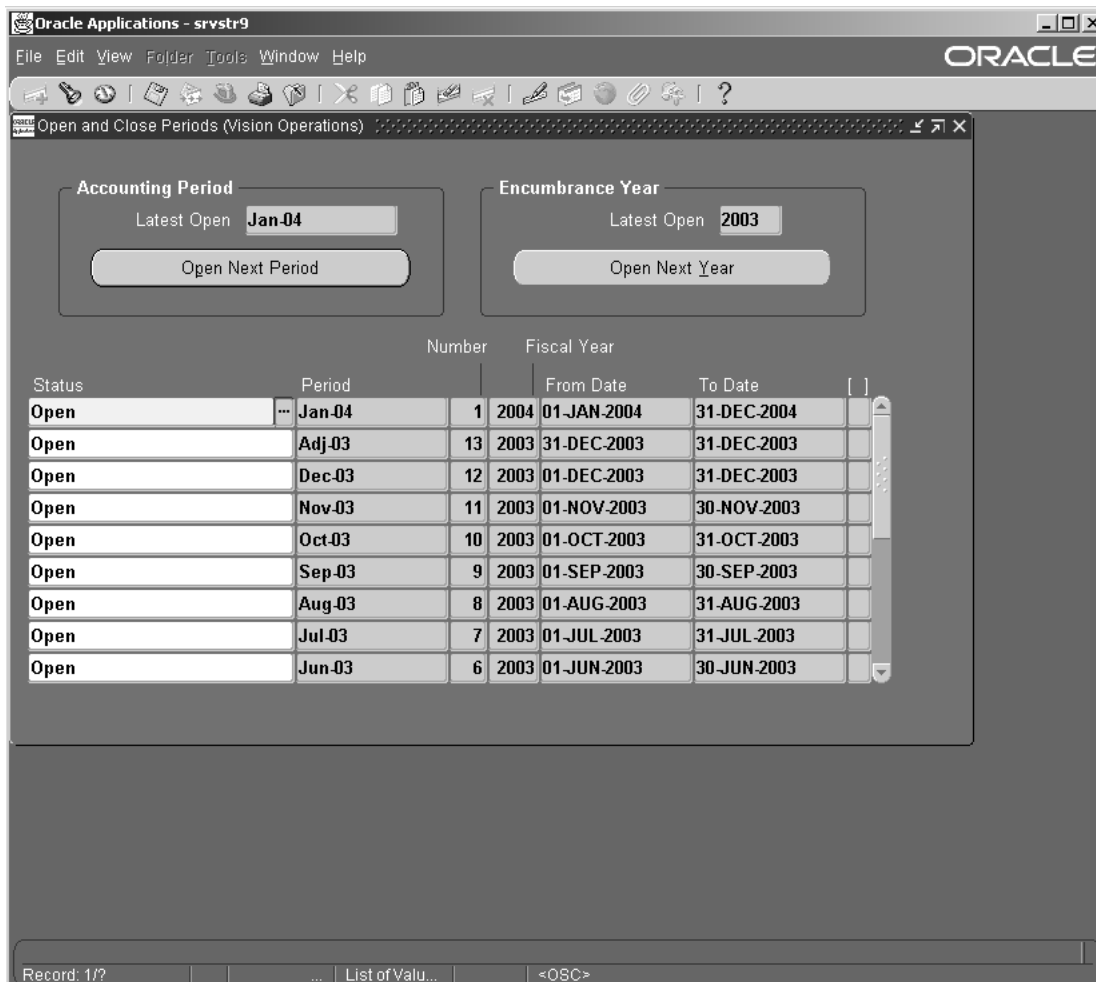 Oracle Applications - srvstr9
File Edit View Folder Tools Window Help
ORACLE
Open and Close Periods (Vision Operations)
Accounting Period
Latest Open Jan-04
Open Next Period
Encumbrance Year
Latest Open 2003
Open Next Year
Number Fiscal Year
Status Period From Date To Date [ ]
Open ... Jan-04 1 2004 01-JAN-2004 31-DEC-2004
Open Adj-03 13 2003 31-DEC-2003 31-DEC-2003
Open Dec-03 12 2003 01-DEC-2003 31-DEC-2003
Open Nov-03 11 2003 01-NOV-2003 30-NOV-2003
Open Oct-03 10 2003 01-OCT-2003 31-OCT-2003
Open Sep-03 9 2003 01-SEP-2003 30-SEP-2003
Open Aug-03 8 2003 01-AUG-2003 31-AUG-2003
Open Jul-03 7 2003 01-JUL-2003 31-JUL-2003
Open Jun-03 6 2003 01-JUN-2003 30-JUN-2003
Record: 1/? ... List of Valu... <OSC>